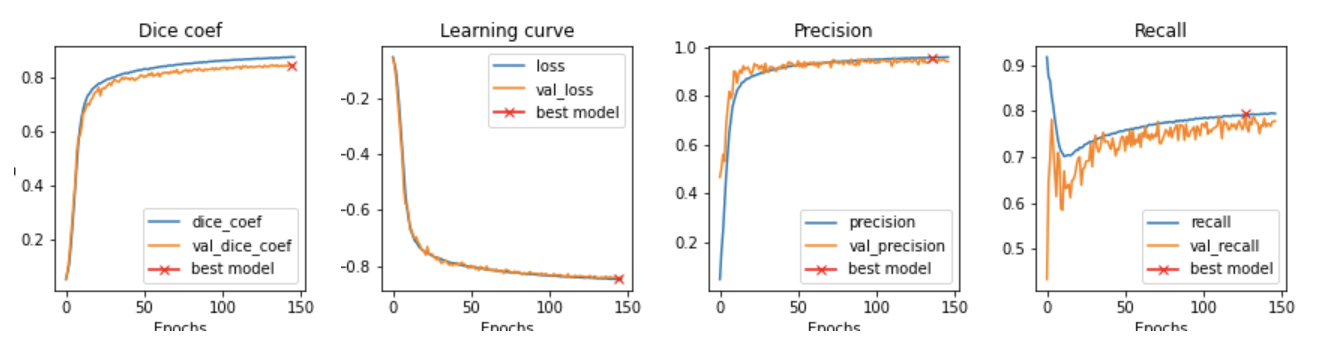 Dice coef
0.8
0.6
0.4
0.2
dice_coef
val_dice_coef
best model
0 50 100 150
Epochs
Learning curve
-0.2
-0.4
-0.6
-0.8
loss
val_loss
best model
0 50 100 150
Epochs
Precision
1.0
0.8
0.6
0.4
0.2
precision
val_precision
best model
0 50 100 150
Epochs
Recall
0.9
0.8
0.7
0.6
0.5
recall
val_recall
best model
0 50 100 150
Epochs